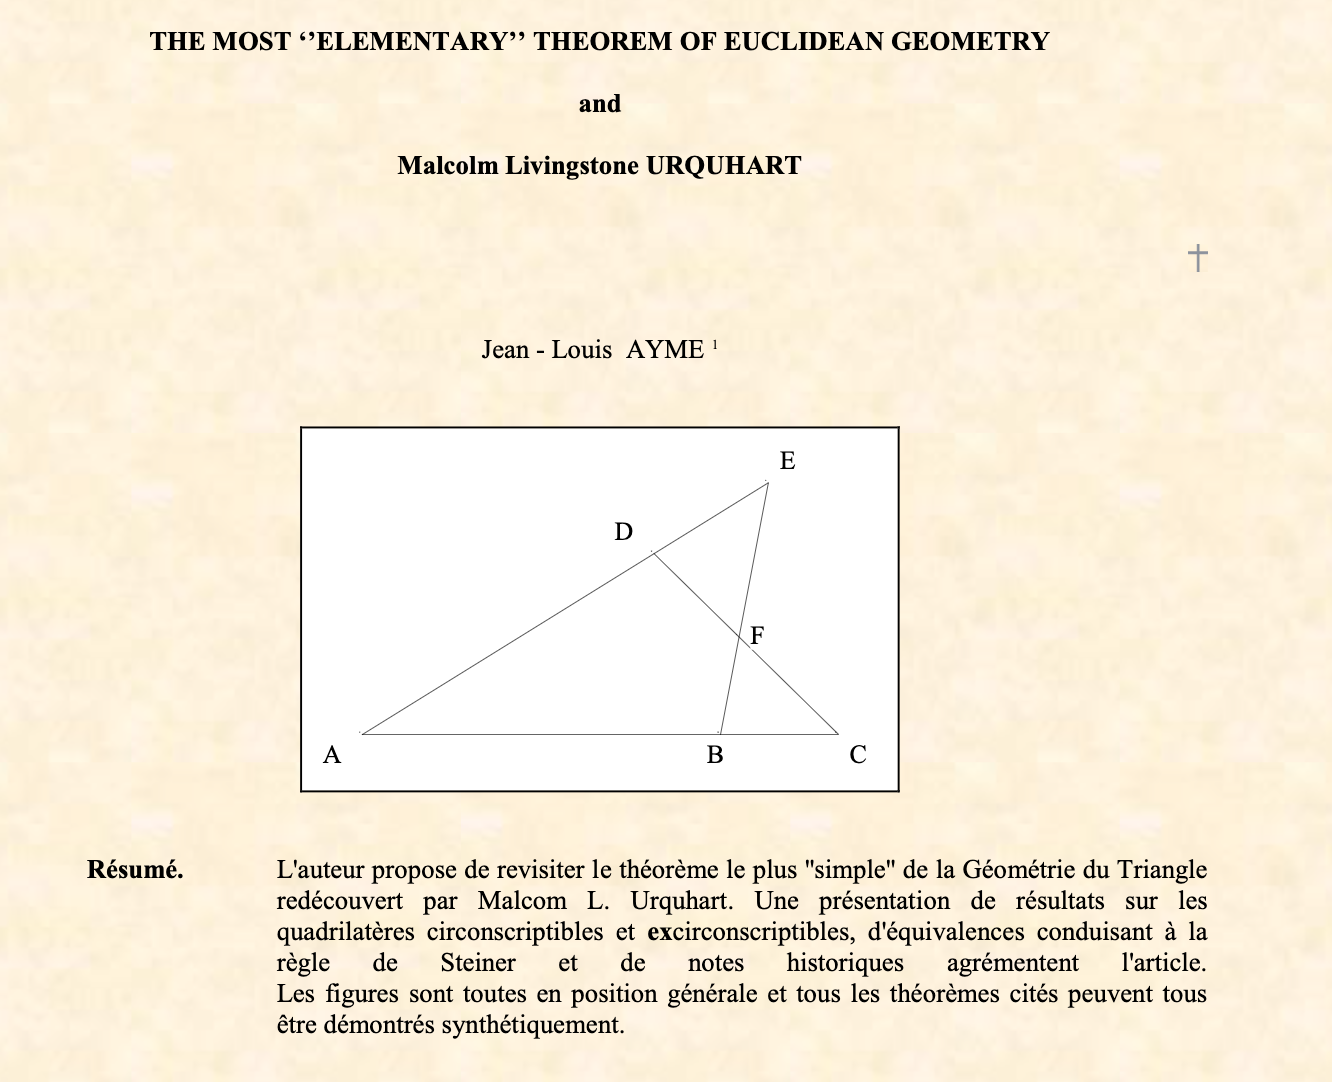 THE MOST ‘’ELEMENTARY’’ THEOREM OF EUCLIDEAN GEOMETRY
and
Malcolm Livingstone URQUHART
†
Jean - Louis AYME 1
E
D
F
A
B
C
Résumé. L'auteur propose de revisiter le théorème le plus "simple" de la Géométrie du Triangle
redécouvert par Malcom L. Urquhart. Une présentation de résultats sur les
quadrilatères circonscriptibles et excirconscriptibles, d'équivalences conduisant à la
règle de Steiner et de notes historiques agrémentent l'article.
Les figures sont toutes en position générale et tous les théorèmes cités peuvent tous
être démontrés synthétiquement.